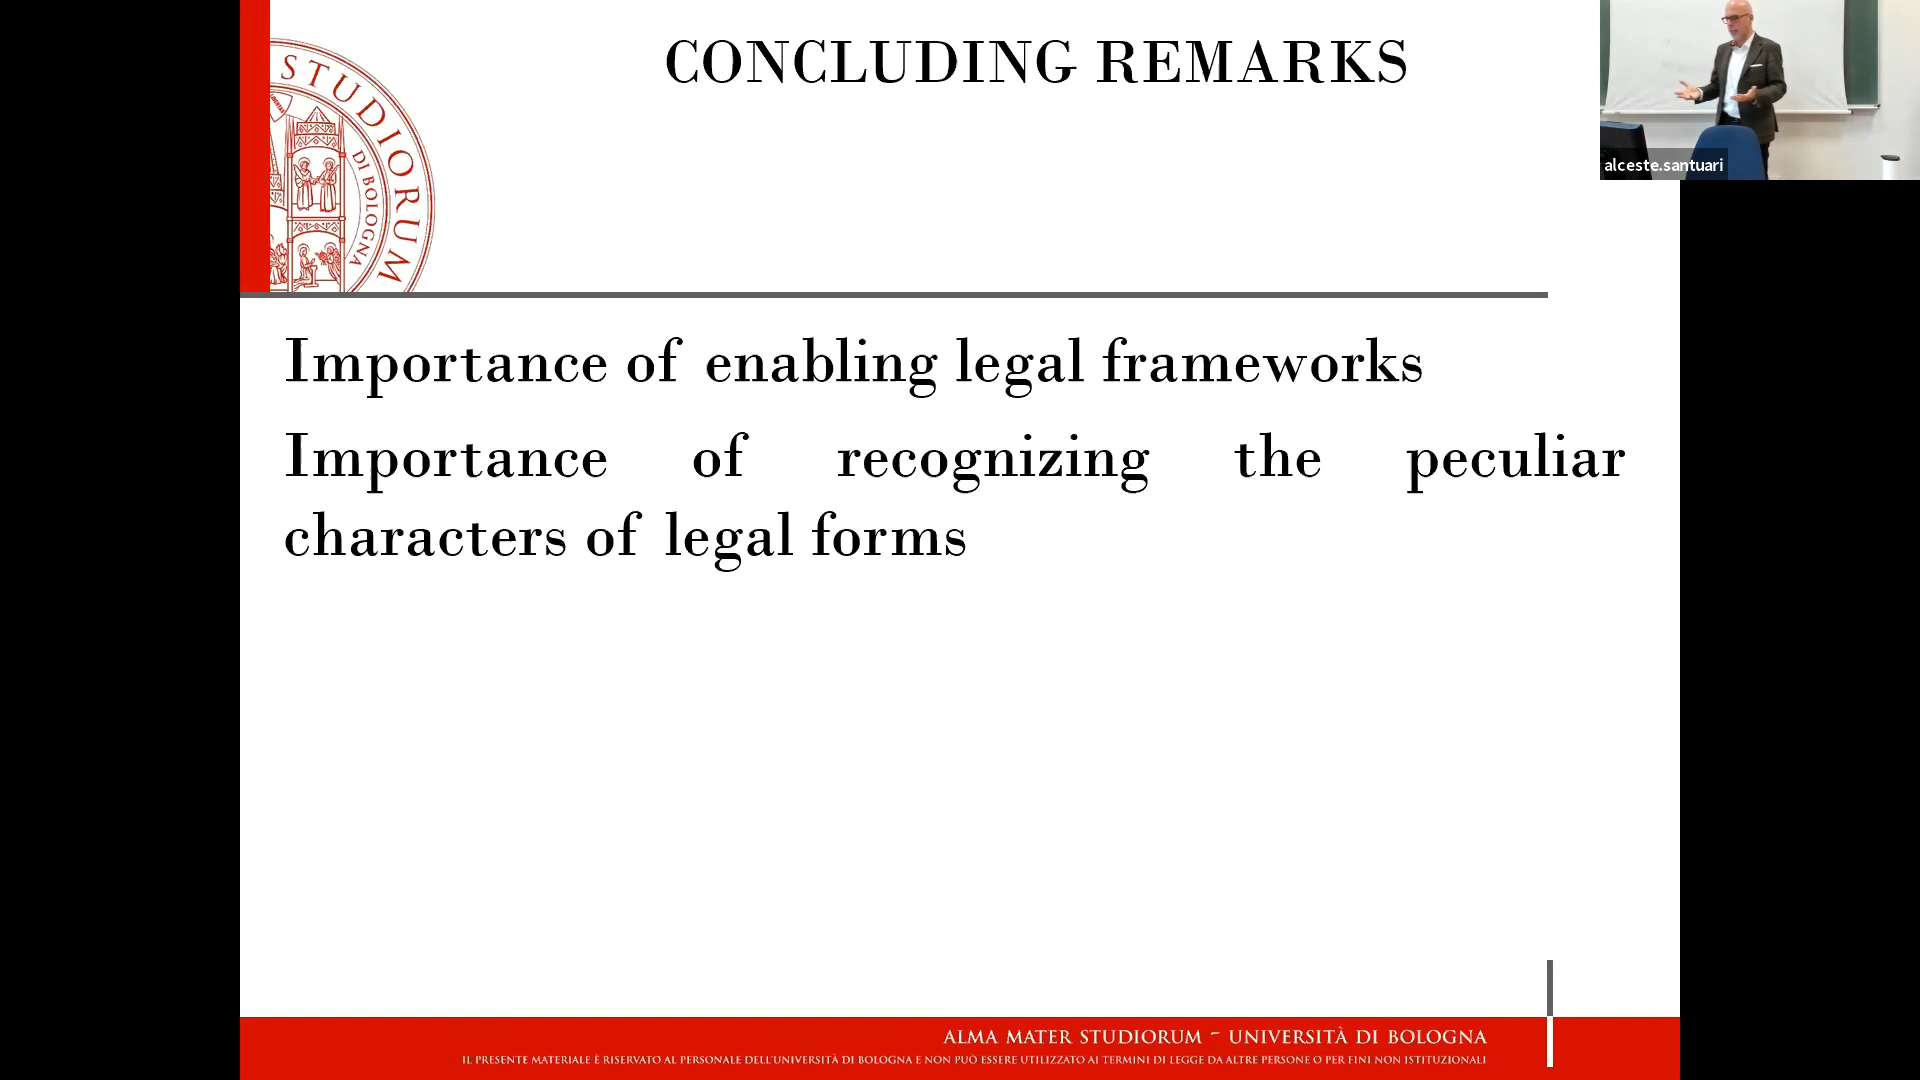 CONCLUDING REMARKS
alceste.santuari
STUDIORUM
DI BOLOGNA
Importance of enabling legal frameworks
Importance of recognizing the peculiar
characters of legal forms
ALMA MATER STUDIORUM ~ UNIVERSITÀ DI BOLOGNA
IL PRESENTE MATERIALE È RISERVATO AL PERSONALE DELL'UNIVERSITÀ DI BOLOGNA E NON PUÒ ESSERE UTILIZZATO AI TERMINI DI LEGGE DA ALTRE PERSONE O PER FINI NON ISTITUZIONALI